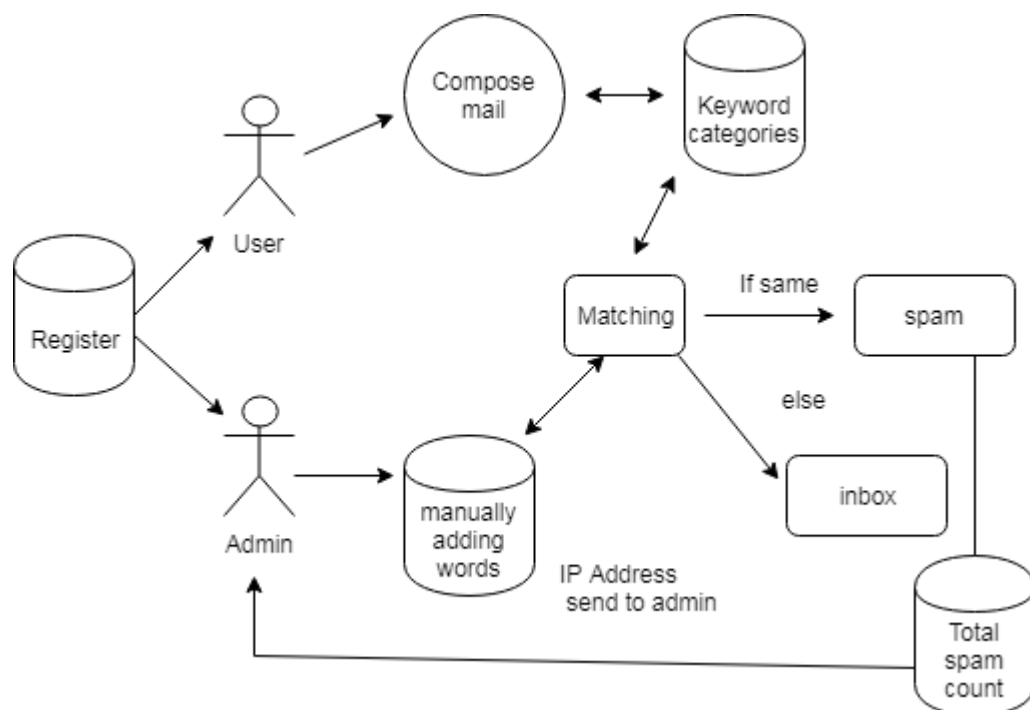 Compose
mail
Keyword
categories
User
Register
Matching
If same
spam
else
inbox
Admin
manually
adding
words
IP Address
send to admin
Total
spam
count